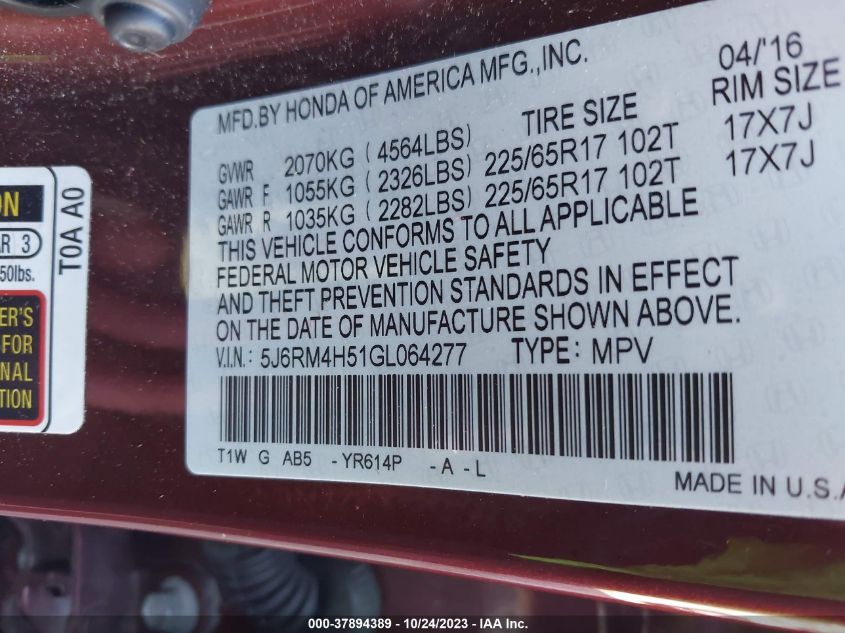 MFD.BY HONDA OF AMERICA MFG.,INC. 04/'16
TIRE SIZE RIM SIZE
GVWR 2070KG (4564LBS)
GAWR F 1055KG (2326LBS) 225/65R17 102T 17X7J
GAWR R 1035KG (2282LBS) 225/65R17 102T 17X7J
THIS VEHICLE CONFORMS TO ALL APPLICABLE
FEDERAL MOTOR VEHICLE SAFETY
AND THEFT PREVENTION STANDARDS IN EFFECT
ON THE DATE OF MANUFACTURE SHOWN ABOVE.
V.I.N: 5J6RM4H51GL064277 TYPE: MPV
T1W G AB5 -YR614P -A -L
MADE IN U.S.A
T0A A0
3
50lbs.
FOR
000-37894389 - 10/24/2023 - IAA Inc.